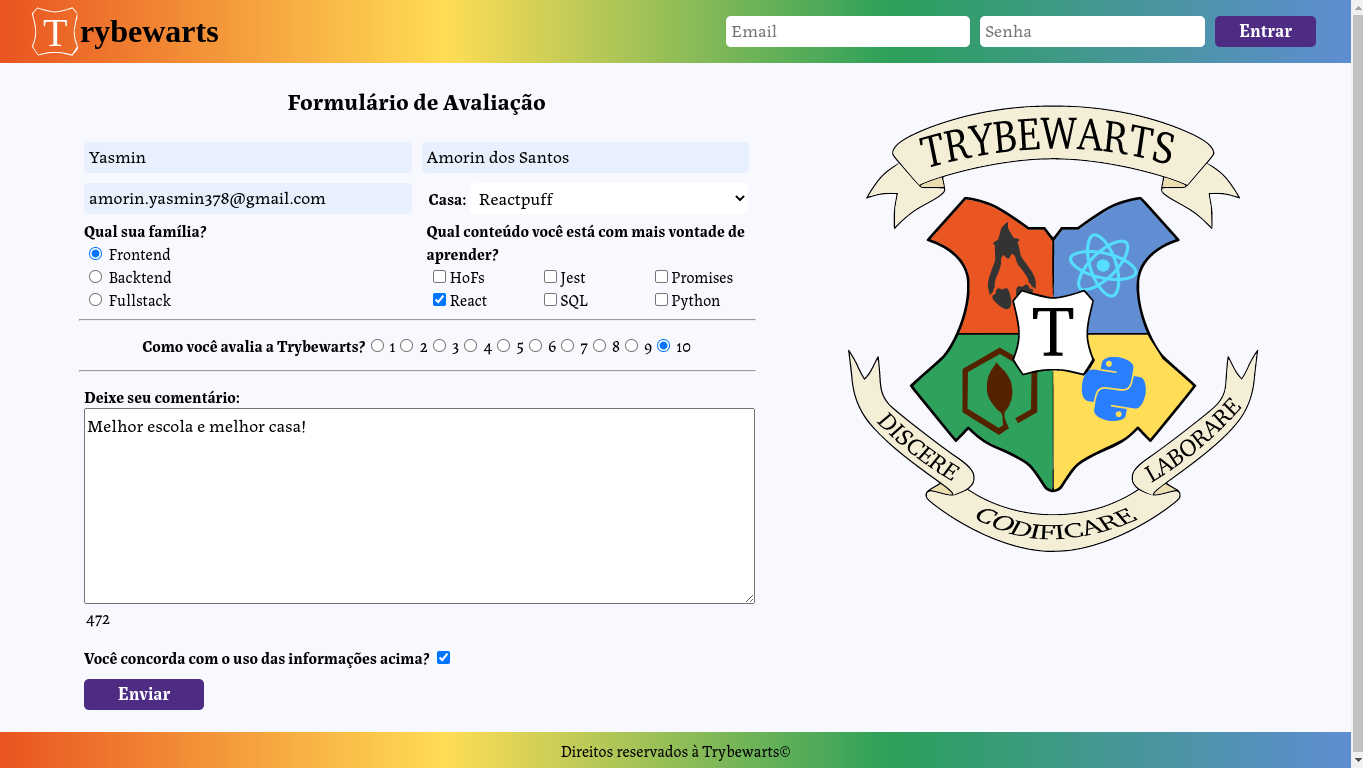 Trybewarts
Email Senha Entrar
Formulário de Avaliação
Yasmin Amorin dos Santos
amorin.yasmin378@gmail.com Casa: Reactpuff
Qual sua família?
Frontend
Backtend
Fullstack
Qual conteúdo você está com mais vontade de
aprender?
HoFs Jest Promises
React SQL Python
Como você avalia a Trybewarts? 1 2 3 4 5 6 7 8 9 10
Deixe seu comentário:
Melhor escola e melhor casa!
472
Você concorda com o uso das informações acima?
Enviar
TRYBEWARTS
T
DISCERE
CODIFICARE
LABORARE
Direitos reservados à Trybewarts©